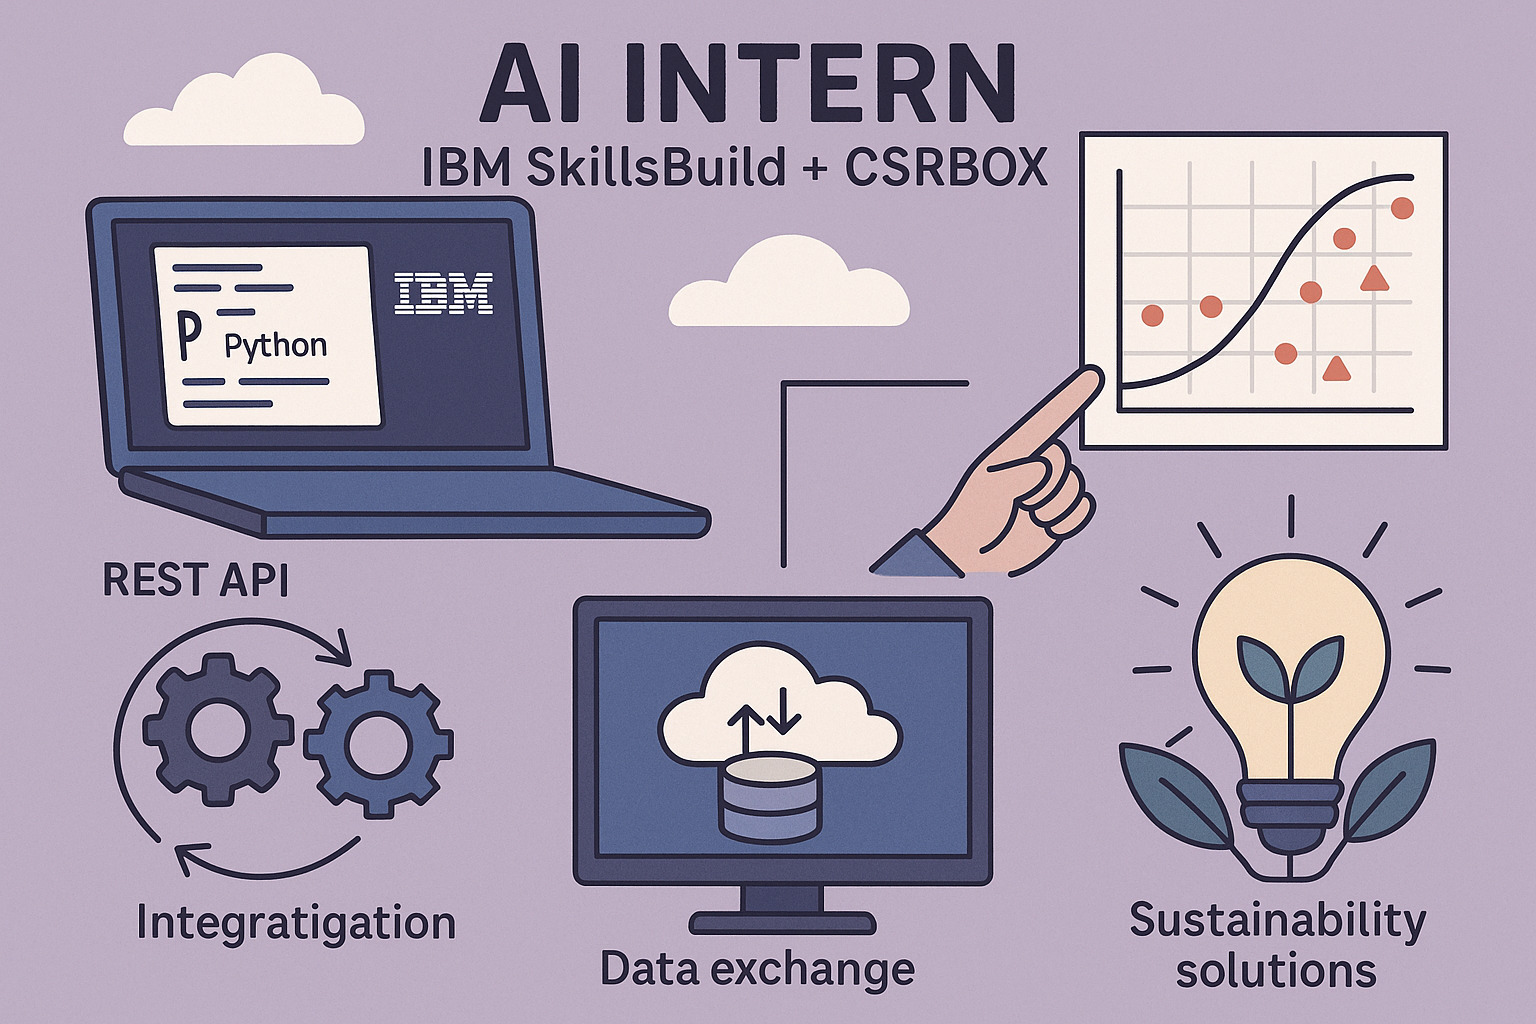 AI INTERN
IBM SkillsBuild + CSRBOX
IBM
P Python
REST API
Integratigation
Data exchange
Sustainability
solutions